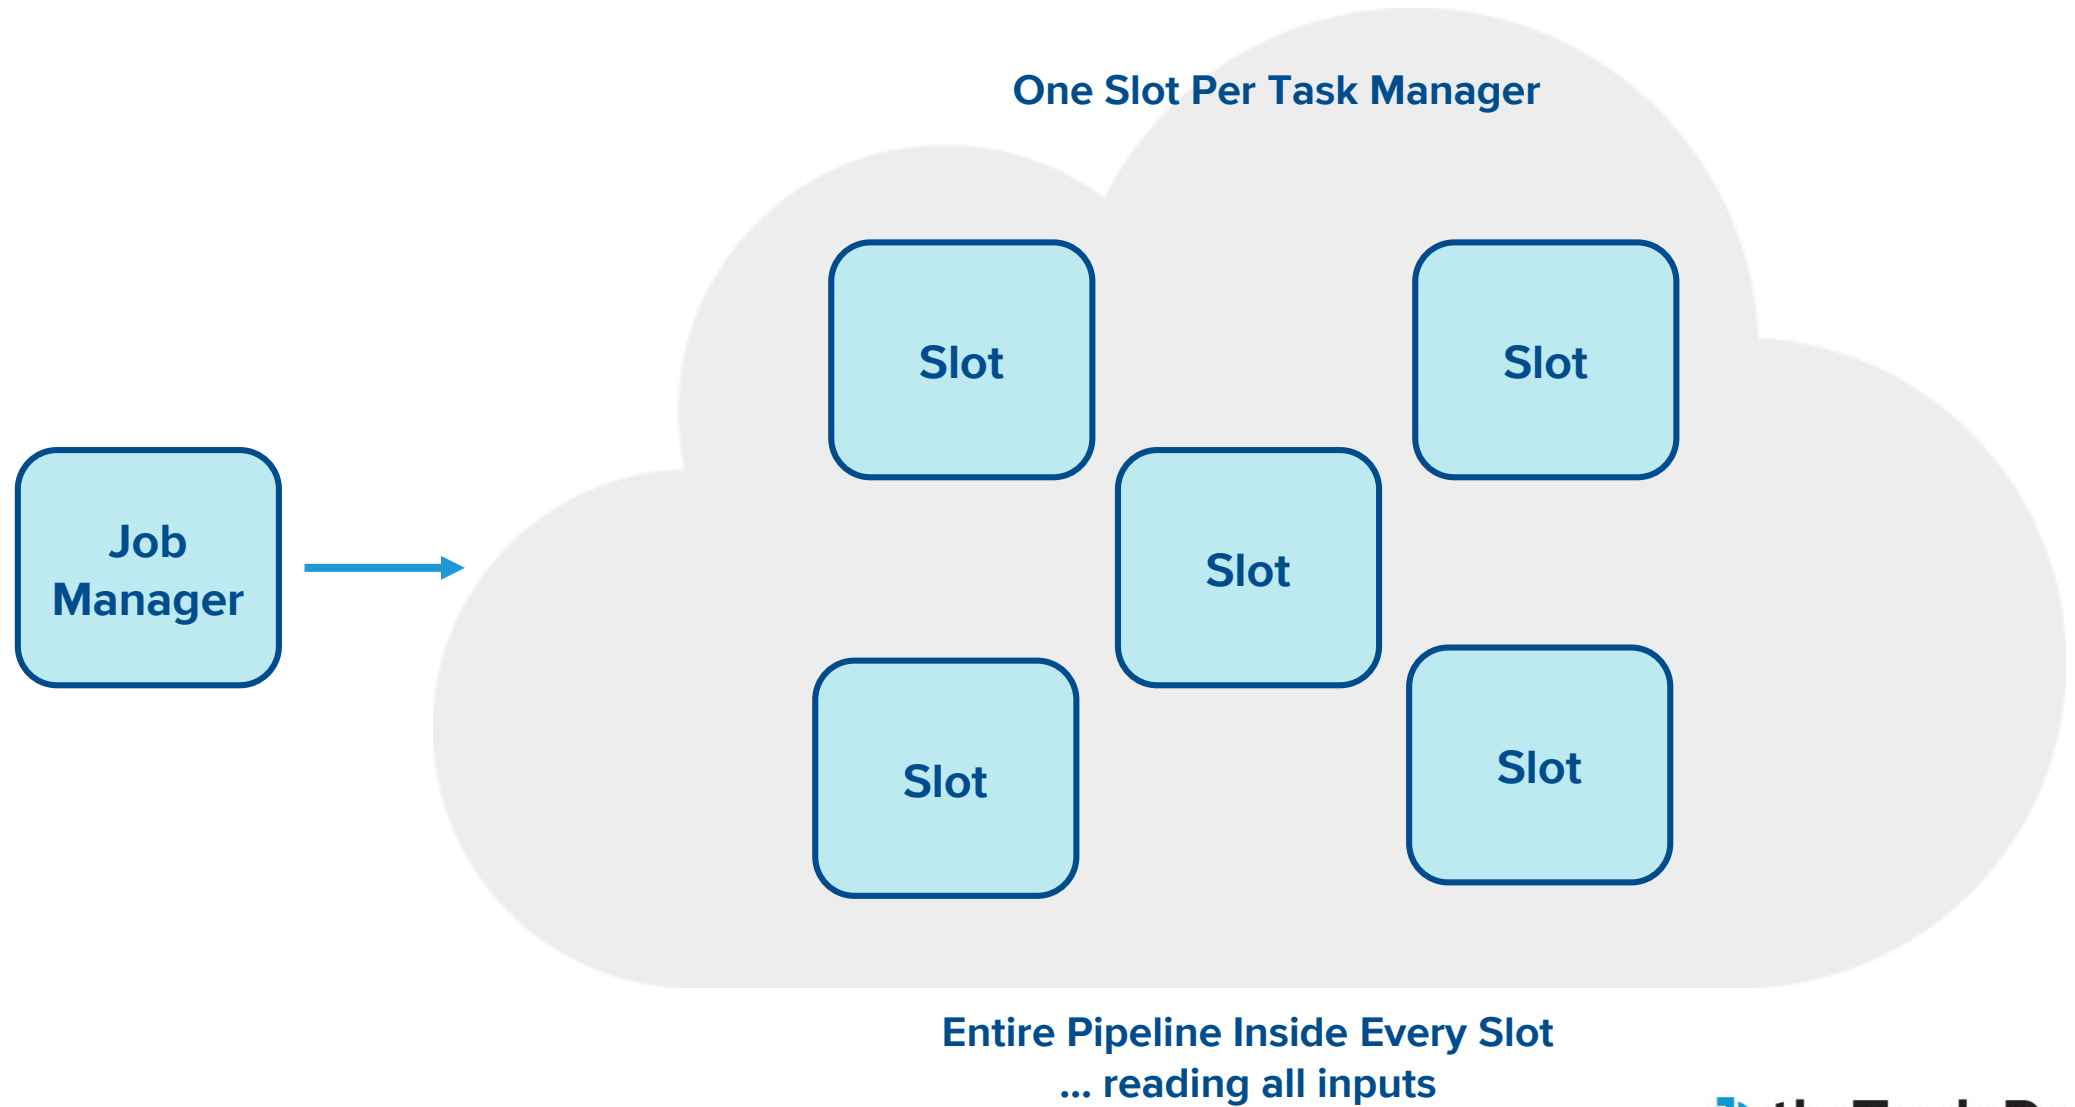 One Slot Per Task Manager
Slot
Slot
Job
Manager
Slot
Slot
Slot
Entire Pipeline Inside Every Slot
... reading all inputs